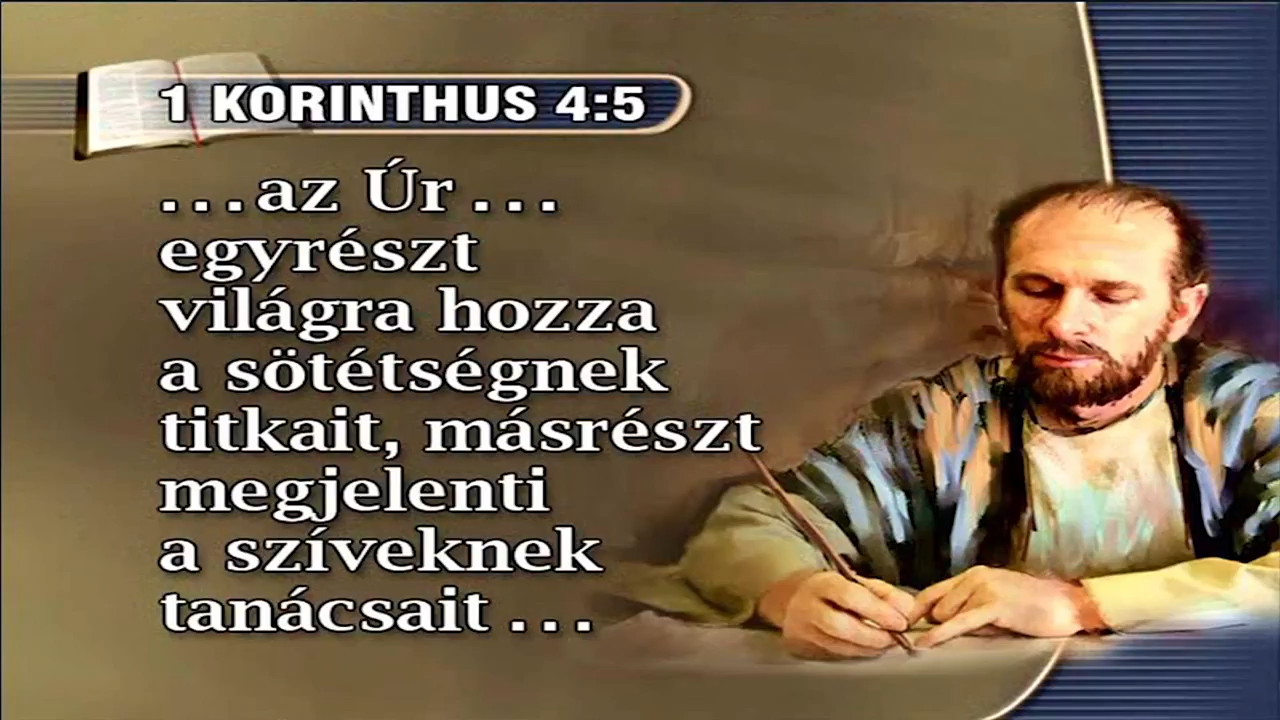 1 KORINTHUS 4:5
...az Úr...
egyrészt
világra hozza
a sötétségnek
titkait, másrészt
megjelenti
a szíveknek
tanácsait...